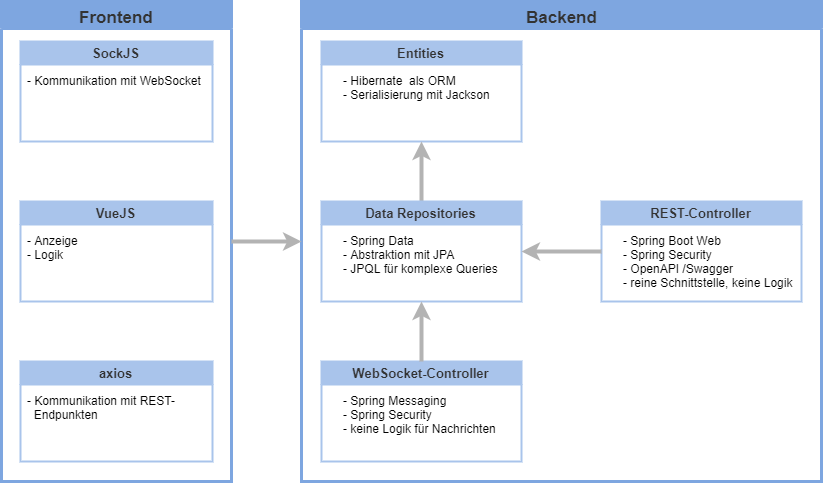 Frontend
SockJS
- Kommunikation mit WebSocket
VueJS
- Anzeige
- Logik
axios
- Kommunikation mit REST-
Endpunkten
Backend
Entities
- Hibernate als ORM
- Serialisierung mit Jackson
Data Repositories
- Spring Data
- Abstraktion mit JPA
- JPQL für komplexe Queries
REST-Controller
- Spring Boot Web
- Spring Security
- OpenAPI /Swagger
- reine Schnittstelle, keine Logik
WebSocket-Controller
- Spring Messaging
- Spring Security
- keine Logik für Nachrichten